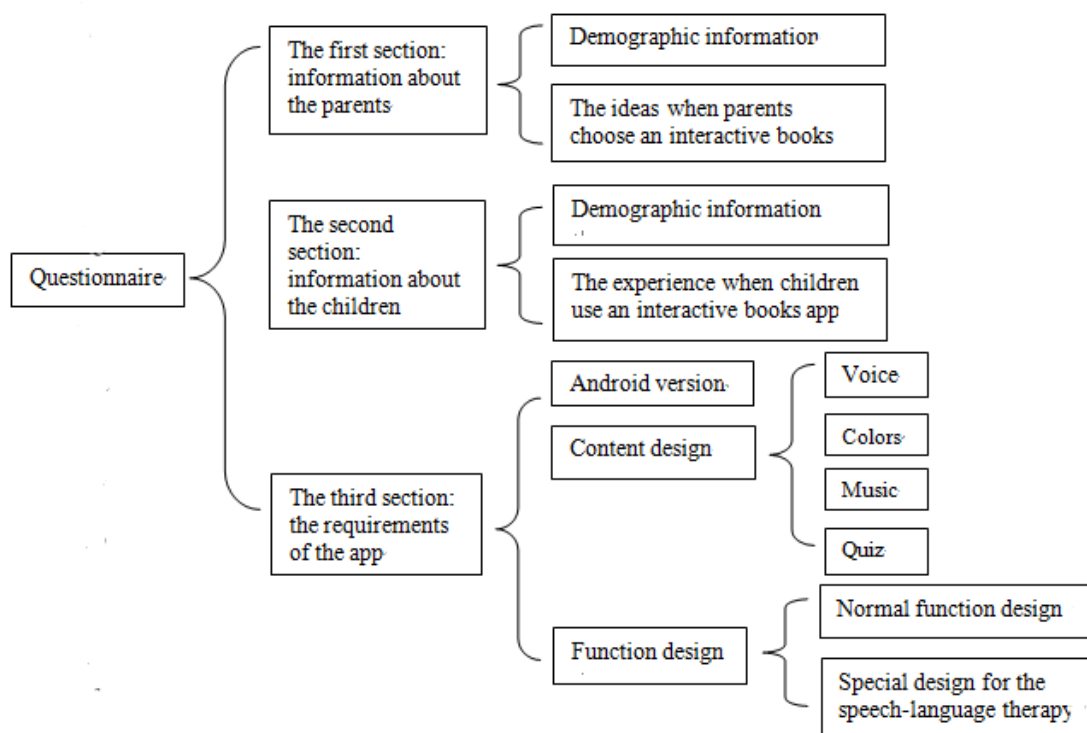 Questionnaire
The first section:
information about
the parents
Demographic information
The ideas when parents
choose an interactive books
The second
section:
information about
the children
Demographic information
The experience when children
use an interactive books app
The third section:
the requirements
of the app
Android version
Content design
Voice
Colors
Music
Quiz
Function design
Normal function design
Special design for the
speech-language therapy